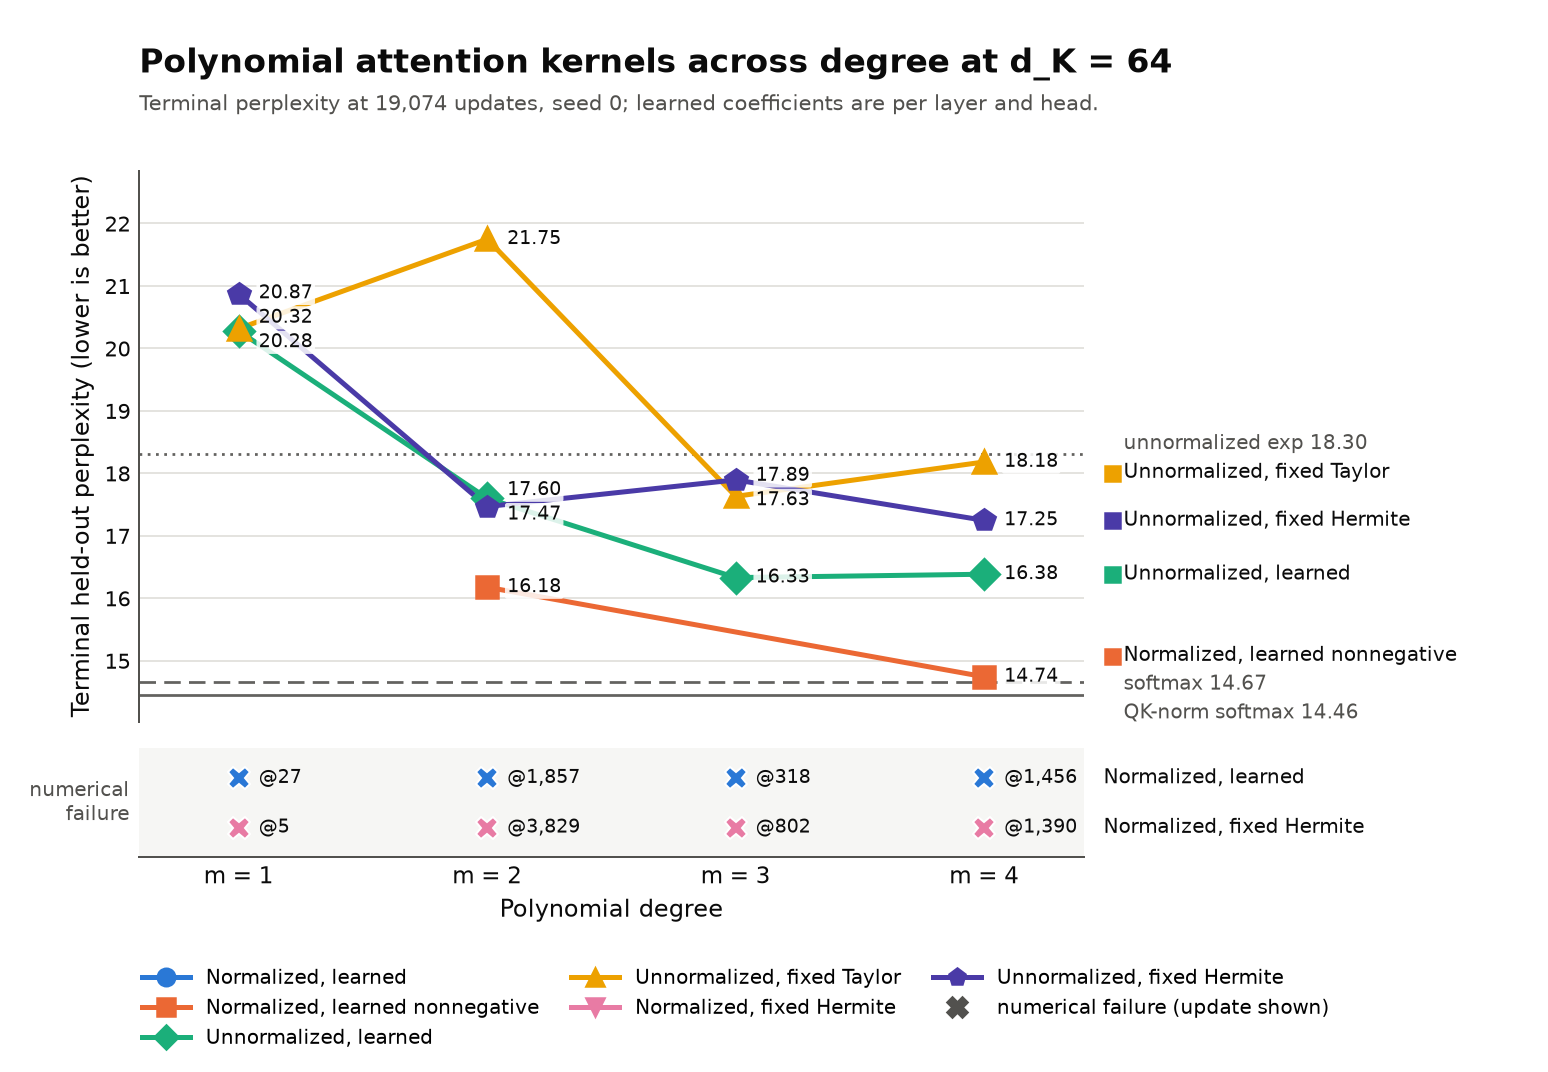 Polynomial attention kernels across degree at d_K = 64
Terminal perplexity at 19,074 updates, seed 0; learned coefficients are per layer and head.
Terminal held-out perplexity (lower is better)
22
21
20
19
18
17
16
15
20.87
20.32
20.28
21.75
17.60
17.47
16.18
17.89
17.63
16.33
18.18
17.25
16.38
14.74
unnormalized exp 18.30
Unnormalized, fixed Taylor
Unnormalized, fixed Hermite
Unnormalized, learned
Normalized, learned nonnegative
softmax 14.67
QK-norm softmax 14.46
numerical
failure
@27
@1,857
@318
@1,456
Normalized, learned
@5
@3,829
@802
@1,390
Normalized, fixed Hermite
m = 1
m = 2
m = 3
m = 4
Polynomial degree
Normalized, learned
Normalized, learned nonnegative
Unnormalized, learned
Unnormalized, fixed Taylor
Normalized, fixed Hermite
Unnormalized, fixed Hermite
numerical failure (update shown)